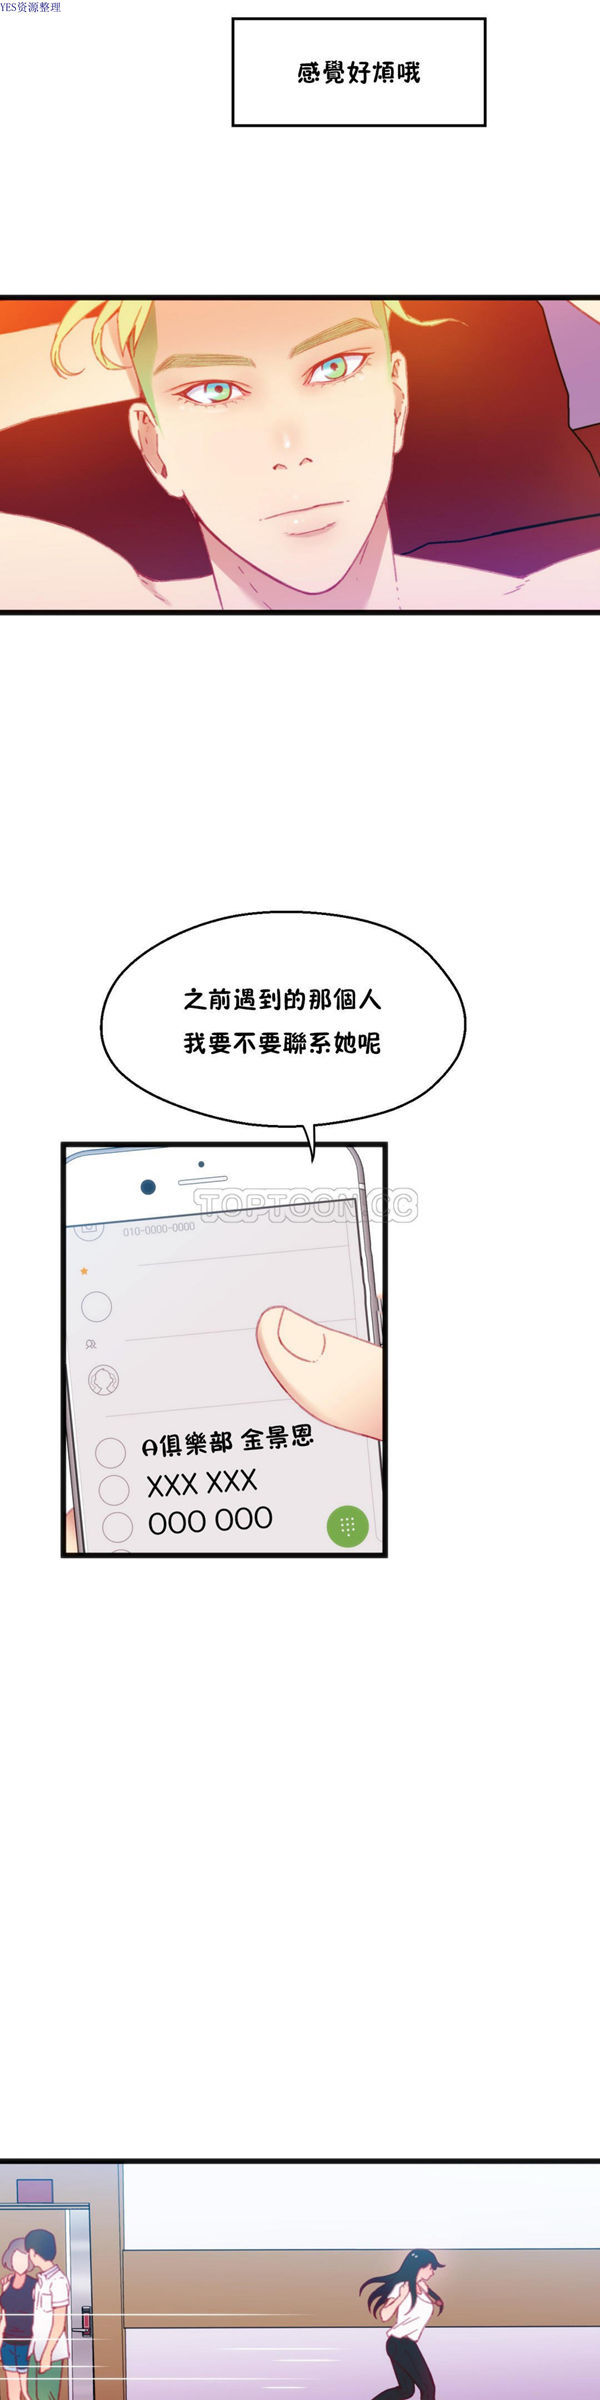 YES资源整理
感覺好煩哦
之前遇到的那個人
我要不要聯系她呢
TOPTOON.CC
010-0000-0000
A俱樂部 金景恩
XXX XXX
000 000